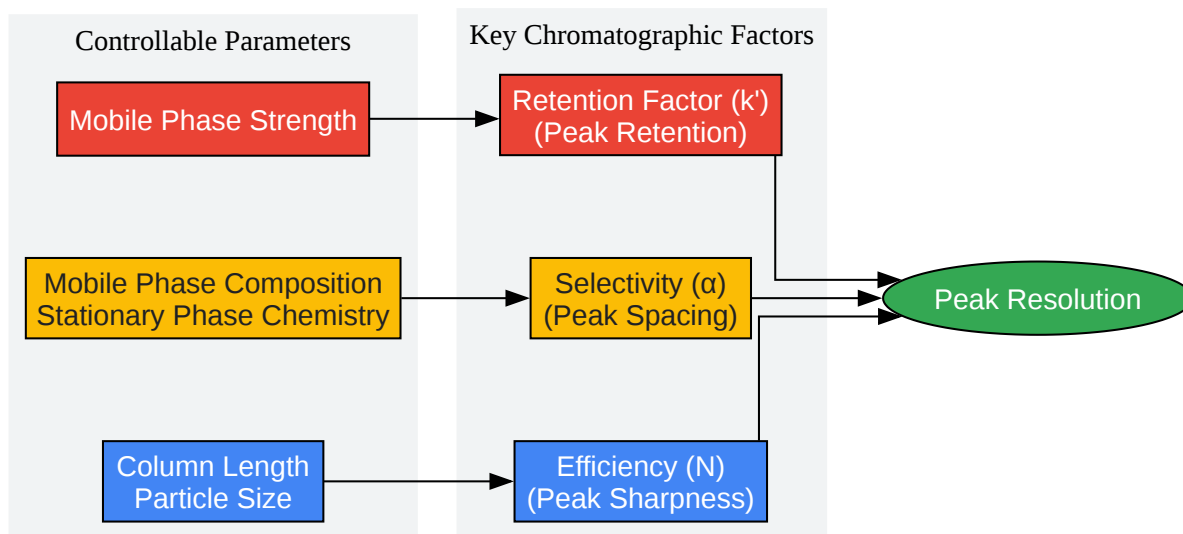 Controllable Parameters
Key Chromatographic Factors
Mobile Phase Strength
Retention Factor (k')
(Peak Retention)
Mobile Phase Composition
Stationary Phase Chemistry
Selectivity (α)
(Peak Spacing)
Peak Resolution
Column Length
Particle Size
Efficiency (N)
(Peak Sharpness)